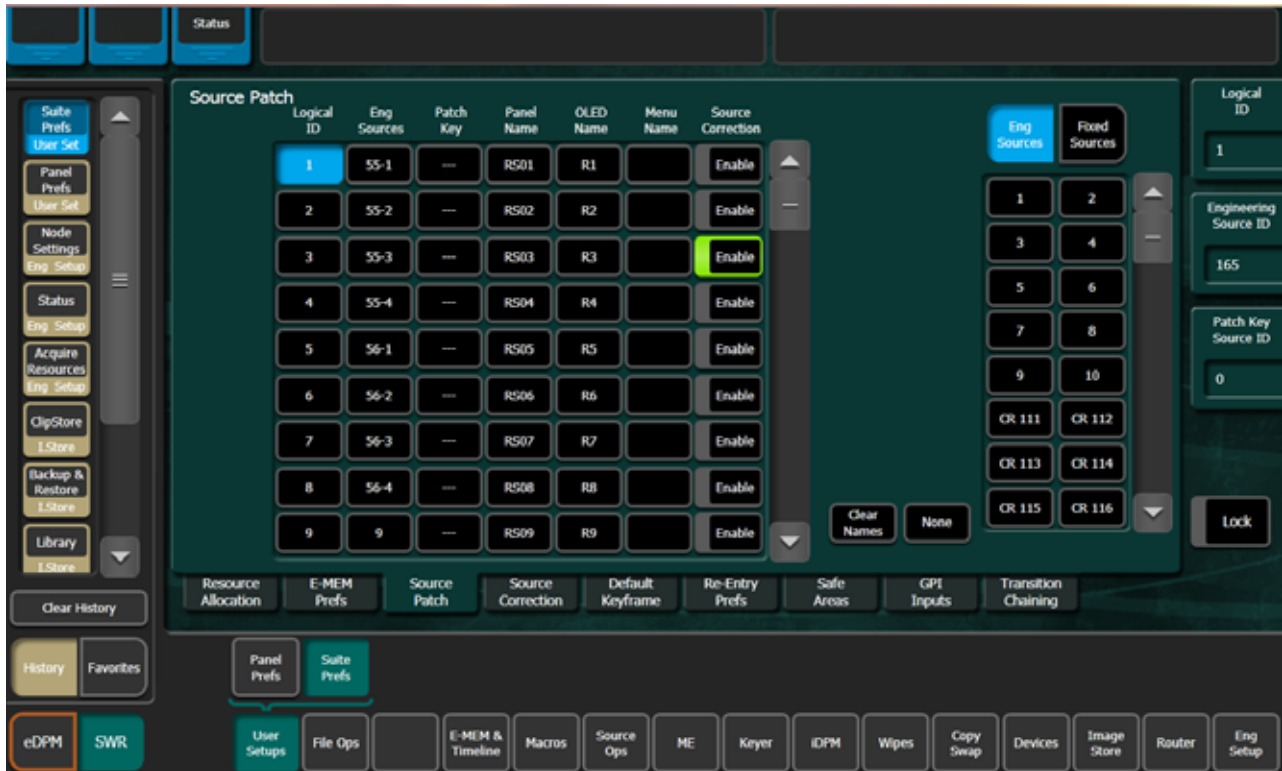 Status
Suite
Prefs
User Set
Panel
Prefs
User Set
Node
Settings
Eng Setup
Status
Eng Setup
Acquire
Resources
Eng Setup
ClipStore
I.Store
Backup &
Restore
I.Store
Library
I.Store
Clear History
History Favorites
eDPM SWR
Source Patch
Logical
ID
Eng
Sources
Patch
Key
Panel
Name
OLED
Name
Menu
Name
Source
Correction
1 55-1 --- RS01 R1 Enable
2 55-2 --- RS02 R2 Enable
3 55-3 --- RS03 R3 Enable
4 55-4 --- RS04 R4 Enable
5 56-1 --- RS05 R5 Enable
6 56-2 --- RS06 R6 Enable
7 56-3 --- RS07 R7 Enable
8 56-4 --- RS08 R8 Enable
9 9 --- RS09 R9 Enable
Clear
Names
None
Eng
Sources
Fixed
Sources
1 2
3 4
5 6
7 8
9 10
CR 111 CR 112
CR 113 CR 114
CR 115 CR 116
Logical
ID
1
Engineering
Source ID
165
Patch Key
Source ID
0
Lock
Resource
Allocation
E-MEM
Prefs
Source
Patch
Source
Correction
Default
Keyframe
Re-Entry
Prefs
Safe
Areas
GPI
Inputs
Transition
Chaining
Panel
Prefs
Suite
Prefs
User
Setups
File Ops
E-MEM &
Timeline
Macros
Source
Ops
ME
Keyer
iDPM
Wipes
Copy
Swap
Devices
Image
Store
Router
Eng
Setup